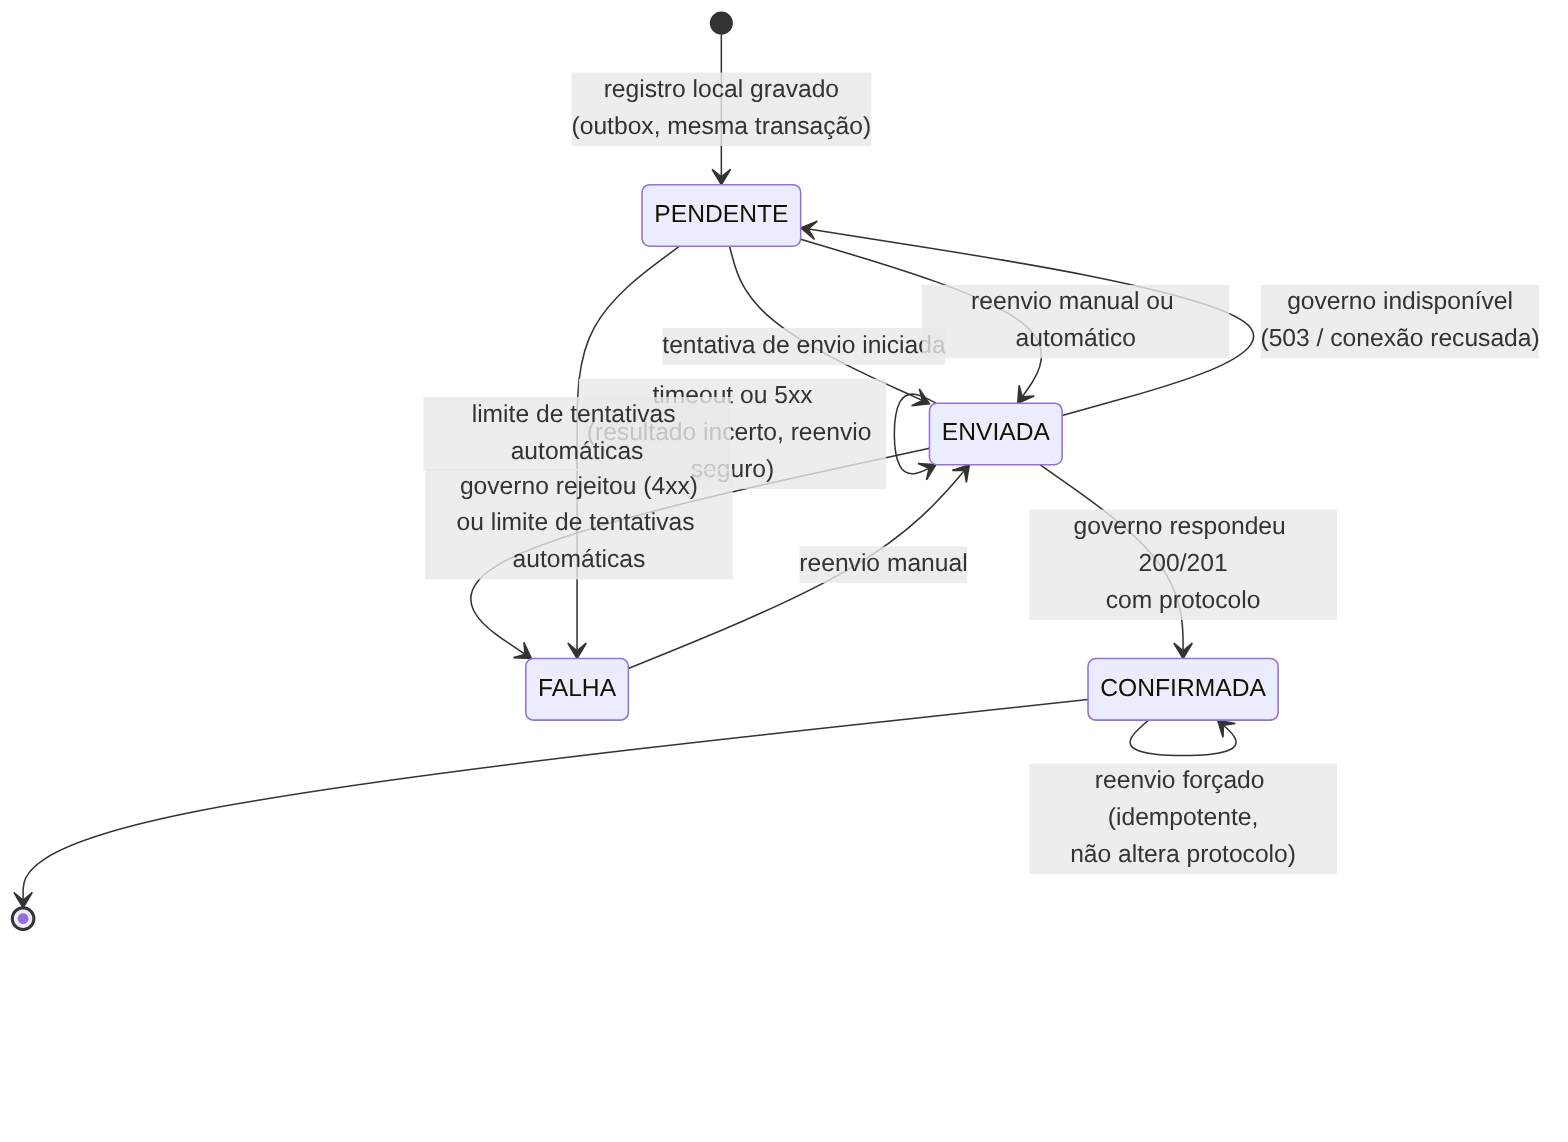 registro local gravado
(outbox, mesma transação)
PENDENTE
reenvio manual ou
automático
governo indisponível
(503 / conexão recusada)
tentativa de envio iniciada
timeout ou 5xx
(resultado incerto, reenvio
seguro)
limite de tentativas
automáticas
ENVIADA
governo rejeitou (4xx)
ou limite de tentativas
automáticas
reenvio manual
governo respondeu
200/201
com protocolo
FALHA
CONFIRMADA
reenvio forçado
(idempotente,
não altera protocolo)